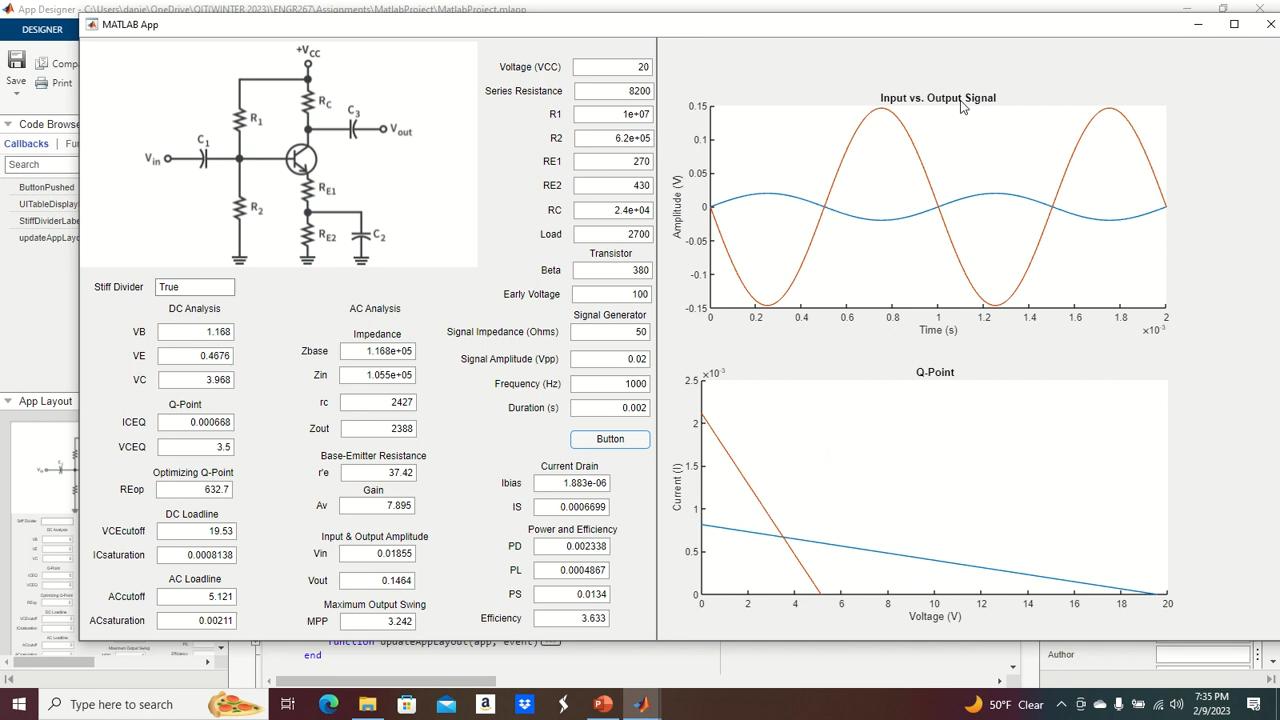 App Designer - C:\Users\danie\OneDrive\OIT(WINTER 2023)\ENGR267\Assignments\MatlabProject\MatlabProject.mlapp
DESIGNER
MATLAB App
Save
Compa
Print
Code Browse
Callbacks
Fun
Search
ButtonPushed
UITableDisplay
StiffDividerLabe
updateAppLayo
App Layout
+VCC
R1
RC
C3
Vout
C1
Vin
RE1
R2
RE2
C2
Stiff Divider
True
DC Analysis
VB
1.168
VE
0.4676
VC
3.968
Q-Point
ICEQ
0.000668
VCEQ
3.5
Optimizing Q-Point
REop
632.7
DC Loadline
VCEcutoff
19.53
ICsaturation
0.0008138
AC Loadline
ACcutoff
5.121
ACsaturation
0.00211
AC Analysis
Impedance
Zbase
1.168e+05
Zin
1.055e+05
rc
2427
Zout
2388
Base-Emitter Resistance
r'e
37.42
Gain
Av
7.895
Input & Output Amplitude
Vin
0.01855
Vout
0.1464
Maximum Output Swing
MPP
3.242
Voltage (VCC)
20
Series Resistance
8200
R1
1e+07
R2
6.2e+05
RE1
270
RE2
430
RC
2.4e+04
Load
2700
Transistor
Beta
380
Early Voltage
100
Signal Generator
Signal Impedance (Ohms)
50
Signal Amplitude (Vpp)
0.02
Frequency (Hz)
1000
Duration (s)
0.002
Button
Current Drain
Ibias
1.883e-06
IS
0.0006699
Power and Efficiency
PD
0.002338
PL
0.0004867
PS
0.0134
Efficiency
3.633
Input vs. Output Signal
0.15
0.1
0.05
0
-0.05
-0.1
-0.15
Amplitude (V)
0 0.2 0.4 0.6 0.8 1 1.2 1.4 1.6 1.8 2
Time (s)
×10-3
Q-Point
×10-3
2.5
2
1.5
1
0.5
0
Current (I)
0 2 4 6 8 10 12 14 16 18 20
Voltage (V)
function updateAppLayout(app, event)
end
Author
Type here to search
50°F Clear
7:35 PM
2/9/2023